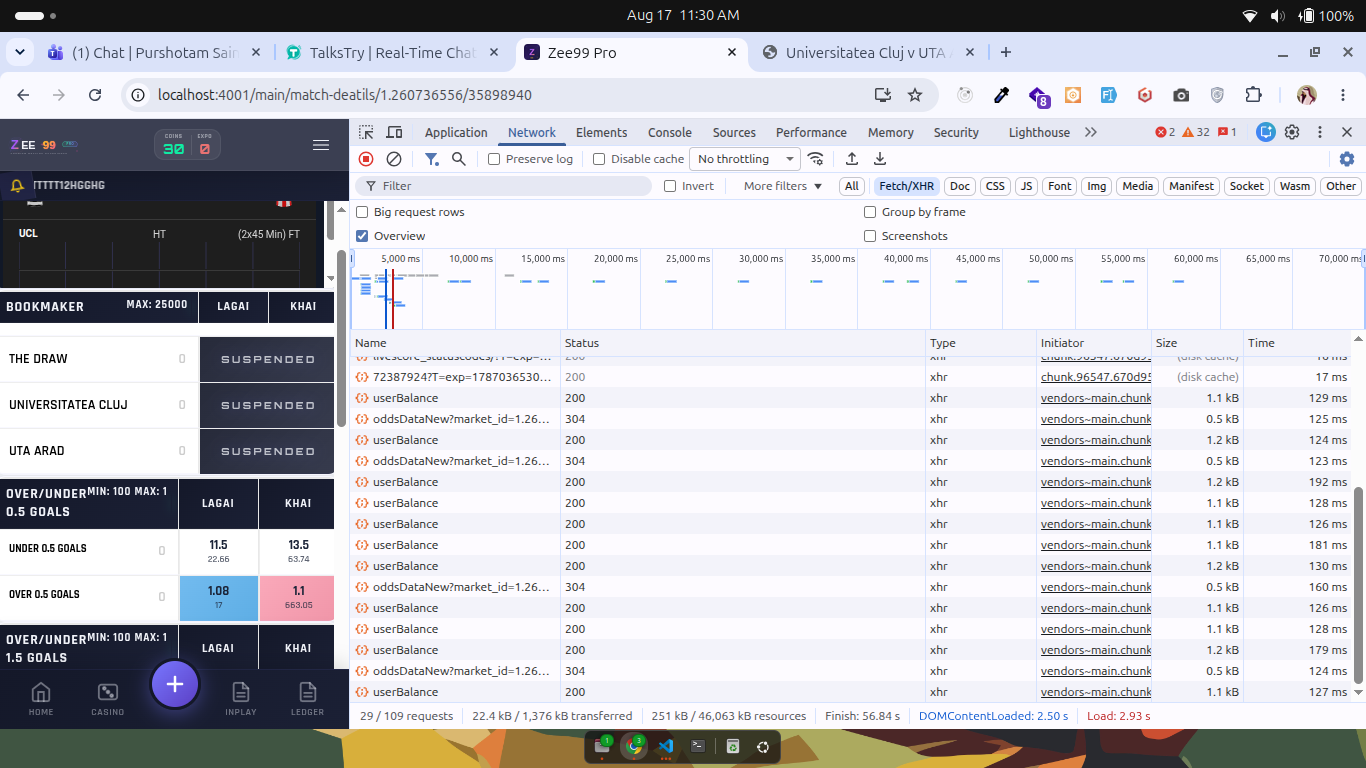 Aug 17 11:30 AM
100%
(1) Chat | Purshotam Sain
TalksTry | Real-Time Chat
Zee99 Pro
Universitatea Cluj v UTA A
localhost:4001/main/match-deatils/1.260736556/35898940
8
ZEE 99 PRO
COINS
30
EXPO
0
TTTTT12HGGHG
UCL
HT
(2x45 Min) FT
BOOKMAKER
MAX: 25000
LAGAI
KHAI
THE DRAW
0
SUSPENDED
UNIVERSITATEA CLUJ
0
SUSPENDED
UTA ARAD
0
SUSPENDED
OVER/UNDER 0.5 GOALS
MIN: 100 MAX: 1
LAGAI
KHAI
UNDER 0.5 GOALS
0
11.5
22.66
13.5
63.74
OVER 0.5 GOALS
0
1.08
17
1.1
663.05
OVER/UNDER 1.5 GOALS
MIN: 100 MAX: 1
LAGAI
KHAI
HOME
CASINO
INPLAY
LEDGER
Application
Network
Elements
Console
Sources
Performance
Memory
Security
Lighthouse
2
32
1
Preserve log
Disable cache
No throttling
Filter
Invert
More filters
All
Fetch/XHR
Doc
CSS
JS
Font
Img
Media
Manifest
Socket
Wasm
Other
Big request rows
Group by frame
Overview
Screenshots
5,000 ms
10,000 ms
15,000 ms
20,000 ms
25,000 ms
30,000 ms
35,000 ms
40,000 ms
45,000 ms
50,000 ms
55,000 ms
60,000 ms
65,000 ms
70,000 m
Name Status Type Initiator Size Time
livescore_statuscodes/?T=exp=... 200 xhr chunk.96547.670d95 (disk cache) 16 ms
72387924?T=exp=1787036530... 200 xhr chunk.96547.670d95 (disk cache) 17 ms
userBalance 200 xhr vendors~main.chunk 1.1 kB 129 ms
oddsDataNew?market_id=1.26... 304 xhr vendors~main.chunk 0.5 kB 125 ms
userBalance 200 xhr vendors~main.chunk 1.2 kB 124 ms
oddsDataNew?market_id=1.26... 304 xhr vendors~main.chunk 0.5 kB 123 ms
userBalance 200 xhr vendors~main.chunk 1.2 kB 192 ms
userBalance 200 xhr vendors~main.chunk 1.1 kB 128 ms
userBalance 200 xhr vendors~main.chunk 1.1 kB 126 ms
userBalance 200 xhr vendors~main.chunk 1.1 kB 181 ms
userBalance 200 xhr vendors~main.chunk 1.2 kB 130 ms
oddsDataNew?market_id=1.26... 304 xhr vendors~main.chunk 0.5 kB 160 ms
userBalance 200 xhr vendors~main.chunk 1.1 kB 126 ms
userBalance 200 xhr vendors~main.chunk 1.1 kB 128 ms
userBalance 200 xhr vendors~main.chunk 1.2 kB 179 ms
oddsDataNew?market_id=1.26... 304 xhr vendors~main.chunk 0.5 kB 124 ms
userBalance 200 xhr vendors~main.chunk 1.1 kB 127 ms
29 / 109 requests
22.4 kB / 1,376 kB transferred
251 kB / 46,063 kB resources
Finish: 56.84 s
DOMContentLoaded: 2.50 s
Load: 2.93 s
1
3